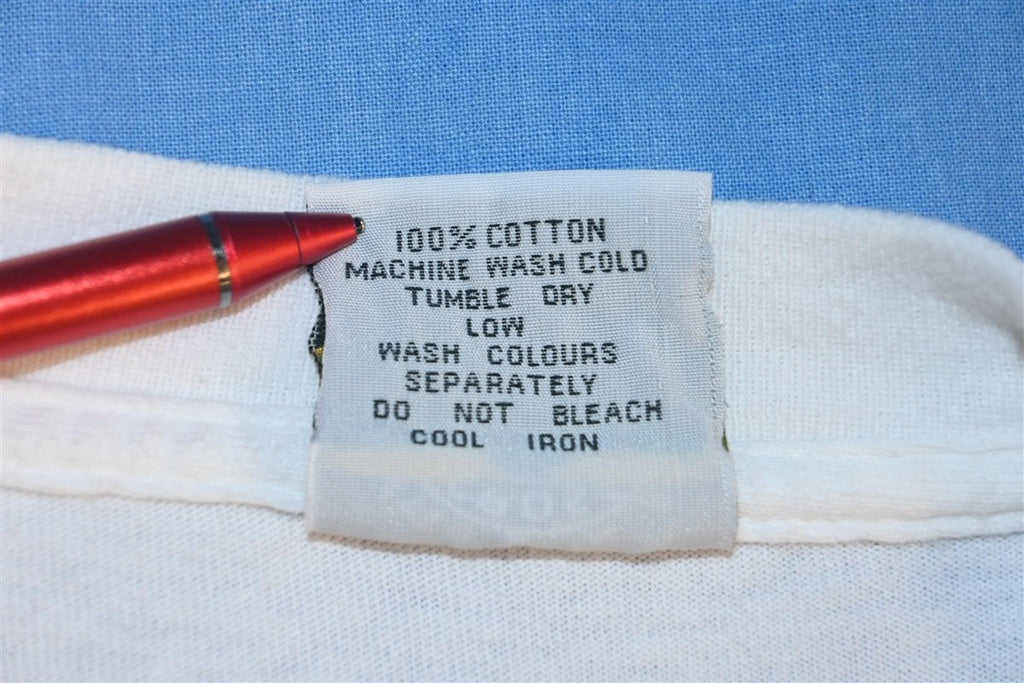 100% COTTON
MACHINE WASH COLD
TUMBLE DRY
LOW
WASH COLOURS
SEPARATELY
DO NOT BLEACH
COOL IRON